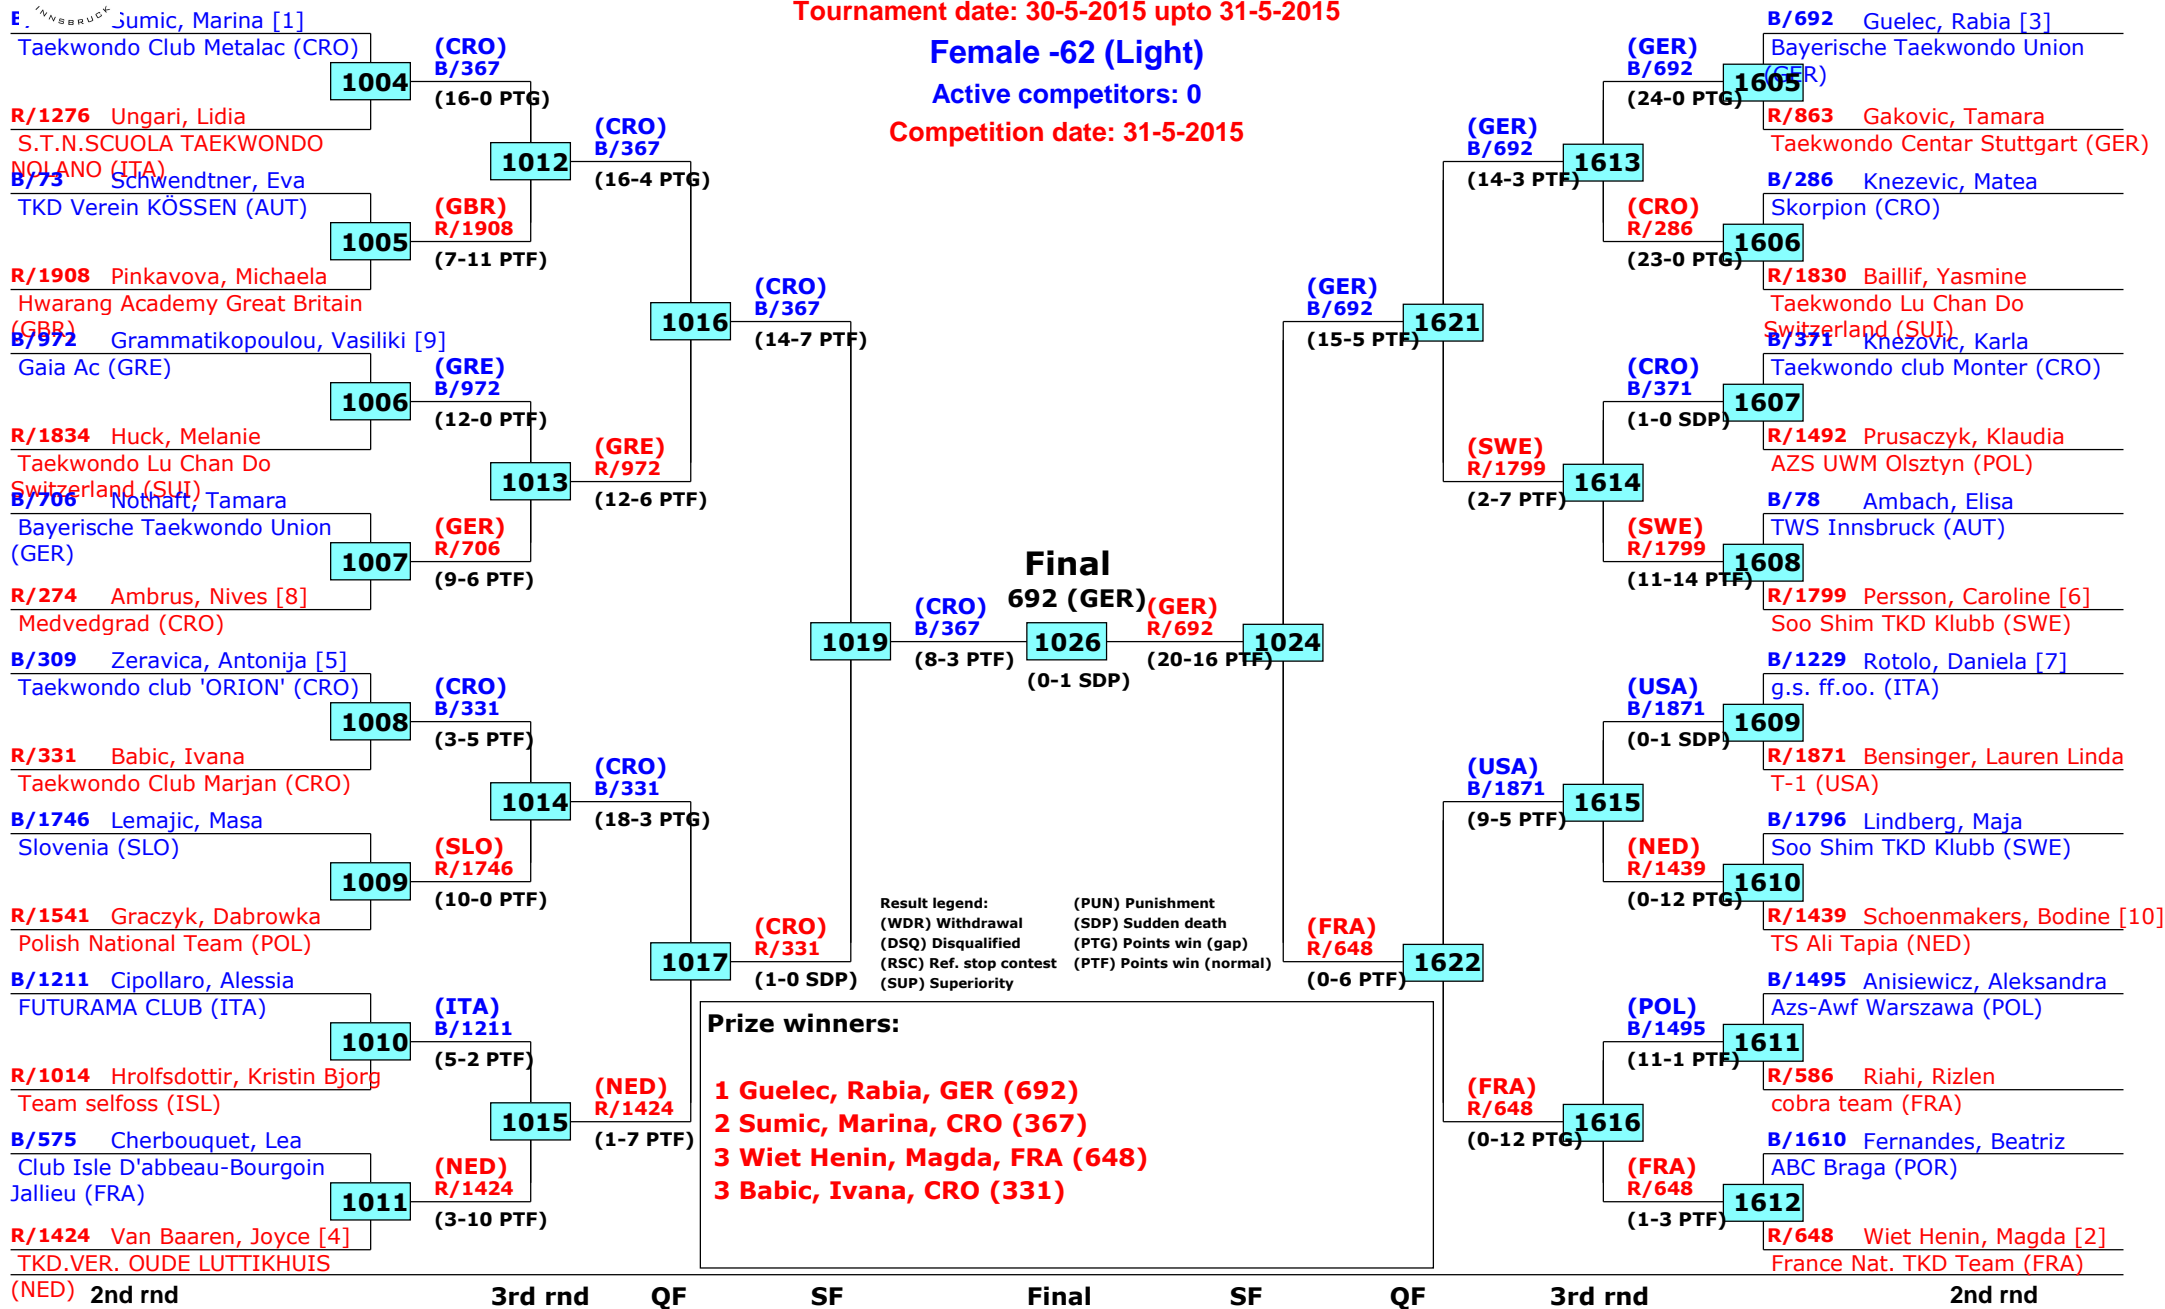 INNSBRUCK
Tournament date: 30-5-2015 upto 31-5-2015
Female -62 (Light)
Active competitors: 0
Competition date: 31-5-2015
Sumic, Marina [1]
Taekwondo Club Metalac (CRO)
1004
R/1276 Ungari, Lidia
S.T.N.SCUOLA TAEKWONDO
NOLANO (ITA)
B/73 Schwendtner, Eva
TKD Verein KÖSSEN (AUT)
1005
R/1908 Pinkavova, Michaela
Hwarang Academy Great Britain
(GBR)
B/972 Grammatikopoulou, Vasiliki [9]
Gaia Ac (GRE)
1006
R/1834 Huck, Melanie
Taekwondo Lu Chan Do
Switzerland (SUI)
B/706 Nothaft, Tamara
Bayerische Taekwondo Union
(GER)
1007
R/274 Ambrus, Nives [8]
Medvedgrad (CRO)
B/309 Zeravica, Antonija [5]
Taekwondo club 'ORION' (CRO)
1008
R/331 Babic, Ivana
Taekwondo Club Marjan (CRO)
B/1746 Lemajic, Masa
Slovenia (SLO)
1009
R/1541 Graczyk, Dabrowka
Polish National Team (POL)
B/1211 Cipollaro, Alessia
FUTURAMA CLUB (ITA)
1010
R/1014 Hrolfsdottir, Kristin Bjorg
Team selfoss (ISL)
B/575 Cherbouquet, Lea
Club Isle D'abbeau-Bourgoin
Jallieu (FRA)
1011
R/1424 Van Baaren, Joyce [4]
TKD.VER. OUDE LUTTIKHUIS
(NED)
(CRO)
B/367
(16-0 PTG)
1012
(GBR)
R/1908
(7-11 PTF)
(GRE)
B/972
(12-0 PTF)
1013
(GER)
R/706
(9-6 PTF)
(CRO)
B/331
(3-5 PTF)
1014
(SLO)
R/1746
(10-0 PTF)
(ITA)
B/1211
(5-2 PTF)
1015
(NED)
R/1424
(3-10 PTF)
(CRO)
B/367
(16-4 PTG)
1016
(GRE)
R/972
(12-6 PTF)
(CRO)
B/331
(18-3 PTG)
1017
(NED)
R/1424
(1-7 PTF)
(CRO)
B/367
(14-7 PTF)
1019
(CRO)
R/331
(1-0 SDP)
(CRO)
B/367
(8-3 PTF)
Final
692 (GER)
1026
(0-1 SDP)
(GER)
R/692
(20-16 PTF)
1024
(GER)
B/692
(15-5 PTF)
1621
(FRA)
R/648
(0-6 PTF)
1622
(GER)
B/692
(14-3 PTF)
1613
(SWE)
R/1799
(2-7 PTF)
1614
(USA)
B/1871
(9-5 PTF)
1615
(FRA)
R/648
(0-12 PTG)
1616
(GER)
B/692
(24-0 PTG)
1605
(CRO)
R/286
(23-0 PTG)
1606
(CRO)
B/371
(1-0 SDP)
1607
(SWE)
R/1799
(11-14 PTF)
1608
(USA)
B/1871
(0-1 SDP)
1609
(NED)
R/1439
(0-12 PTG)
1610
(POL)
B/1495
(11-1 PTF)
1611
(FRA)
R/648
(1-3 PTF)
1612
B/692 Guelec, Rabia [3]
Bayerische Taekwondo Union
(GER)
R/863 Gakovic, Tamara
Taekwondo Centar Stuttgart (GER)
B/286 Knezevic, Matea
Skorpion (CRO)
R/1830 Baillif, Yasmine
Taekwondo Lu Chan Do
Switzerland (SUI)
B/371 Knezovic, Karla
Taekwondo club Monter (CRO)
R/1492 Prusaczyk, Klaudia
AZS UWM Olsztyn (POL)
B/78 Ambach, Elisa
TWS Innsbruck (AUT)
R/1799 Persson, Caroline [6]
Soo Shim TKD Klubb (SWE)
B/1229 Rotolo, Daniela [7]
g.s. ff.oo. (ITA)
R/1871 Bensinger, Lauren Linda
T-1 (USA)
B/1796 Lindberg, Maja
Soo Shim TKD Klubb (SWE)
R/1439 Schoenmakers, Bodine [10]
TS Ali Tapia (NED)
B/1495 Anisiewicz, Aleksandra
Azs-Awf Warszawa (POL)
R/586 Riahi, Rizlen
cobra team (FRA)
B/1610 Fernandes, Beatriz
ABC Braga (POR)
R/648 Wiet Henin, Magda [2]
France Nat. TKD Team (FRA)
Result legend: (PUN) Punishment
(WDR) Withdrawal (SDP) Sudden death
(DSQ) Disqualified (PTG) Points win (gap)
(RSC) Ref. stop contest (PTF) Points win (normal)
(SUP) Superiority
Prize winners:
1 Guelec, Rabia, GER (692)
2 Sumic, Marina, CRO (367)
3 Wiet Henin, Magda, FRA (648)
3 Babic, Ivana, CRO (331)
2nd rnd 3rd rnd QF SF Final SF QF 3rd rnd 2nd rnd